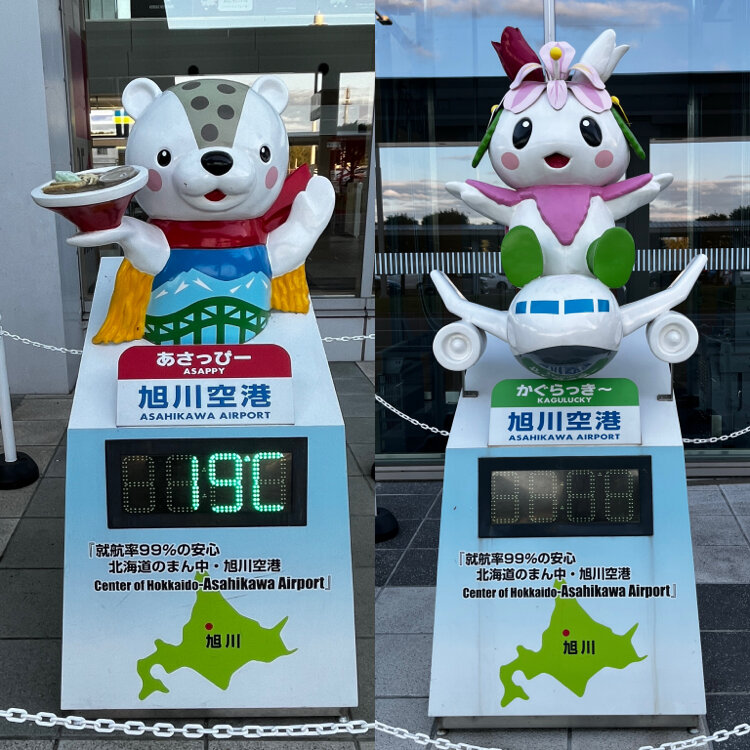 あさっぴー
ASAPPY
旭川空港
ASAHIKAWA AIRPORT
19℃
『就航率99%の安心
北海道のまん中・旭川空港
Center of Hokkaido-Asahikawa Airport』
旭川
かぐらっき～
KAGULUCKY
旭川空港
ASAHIKAWA AIRPORT
『就航率99%の安心
北海道のまん中・旭川空港
Center of Hokkaido-Asahikawa Airport』
旭川